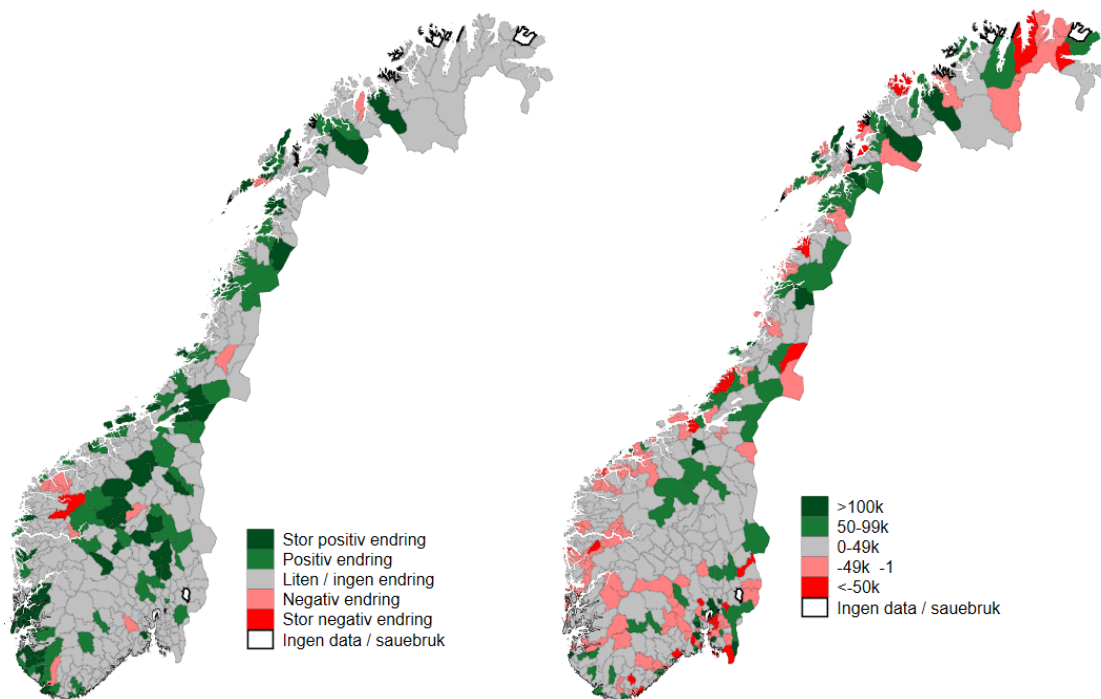 Stor positiv endring
Positiv endring
Liten / ingen endring
Negativ endring
Stor negativ endring
Ingen data / sauebruk
>100k
50-99k
0-49k
-49k -1
<-50k
Ingen data / sauebruk